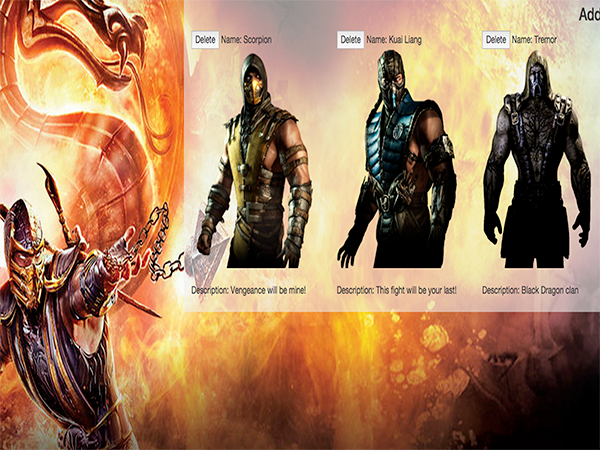 Add
Delete Name: Scorpion
Delete Name: Kuai Liang
Delete Name: Tremor
Description: Vengeance will be mine!
Description: This fight will be your last!
Description: Black Dragon clan